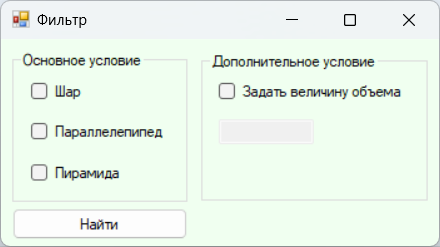 Фильтр
Основное условие
Шар
Параллелепипед
Пирамида
Дополнительное условие
Задать величину объема
Найти